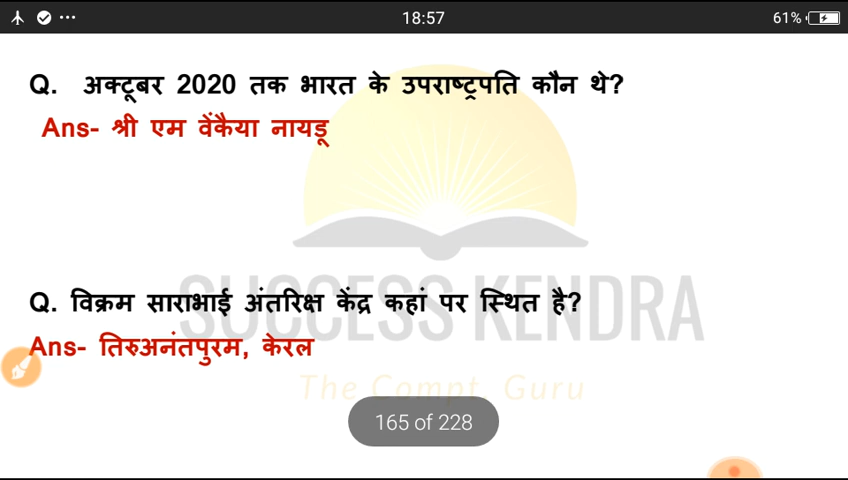 18:57
61%
Q. अक्टूबर 2020 तक भारत के उपराष्ट्रपति कौन थे?
Ans- श्री एम वेंकैया नायडू
Q. विक्रम साराभाई अंतरिक्ष केंद्र कहां पर स्थित है?
SUCCESS KENDRA
Ans- तिरुअनंतपुरम, केरल
The Compt. Guru
165 of 228